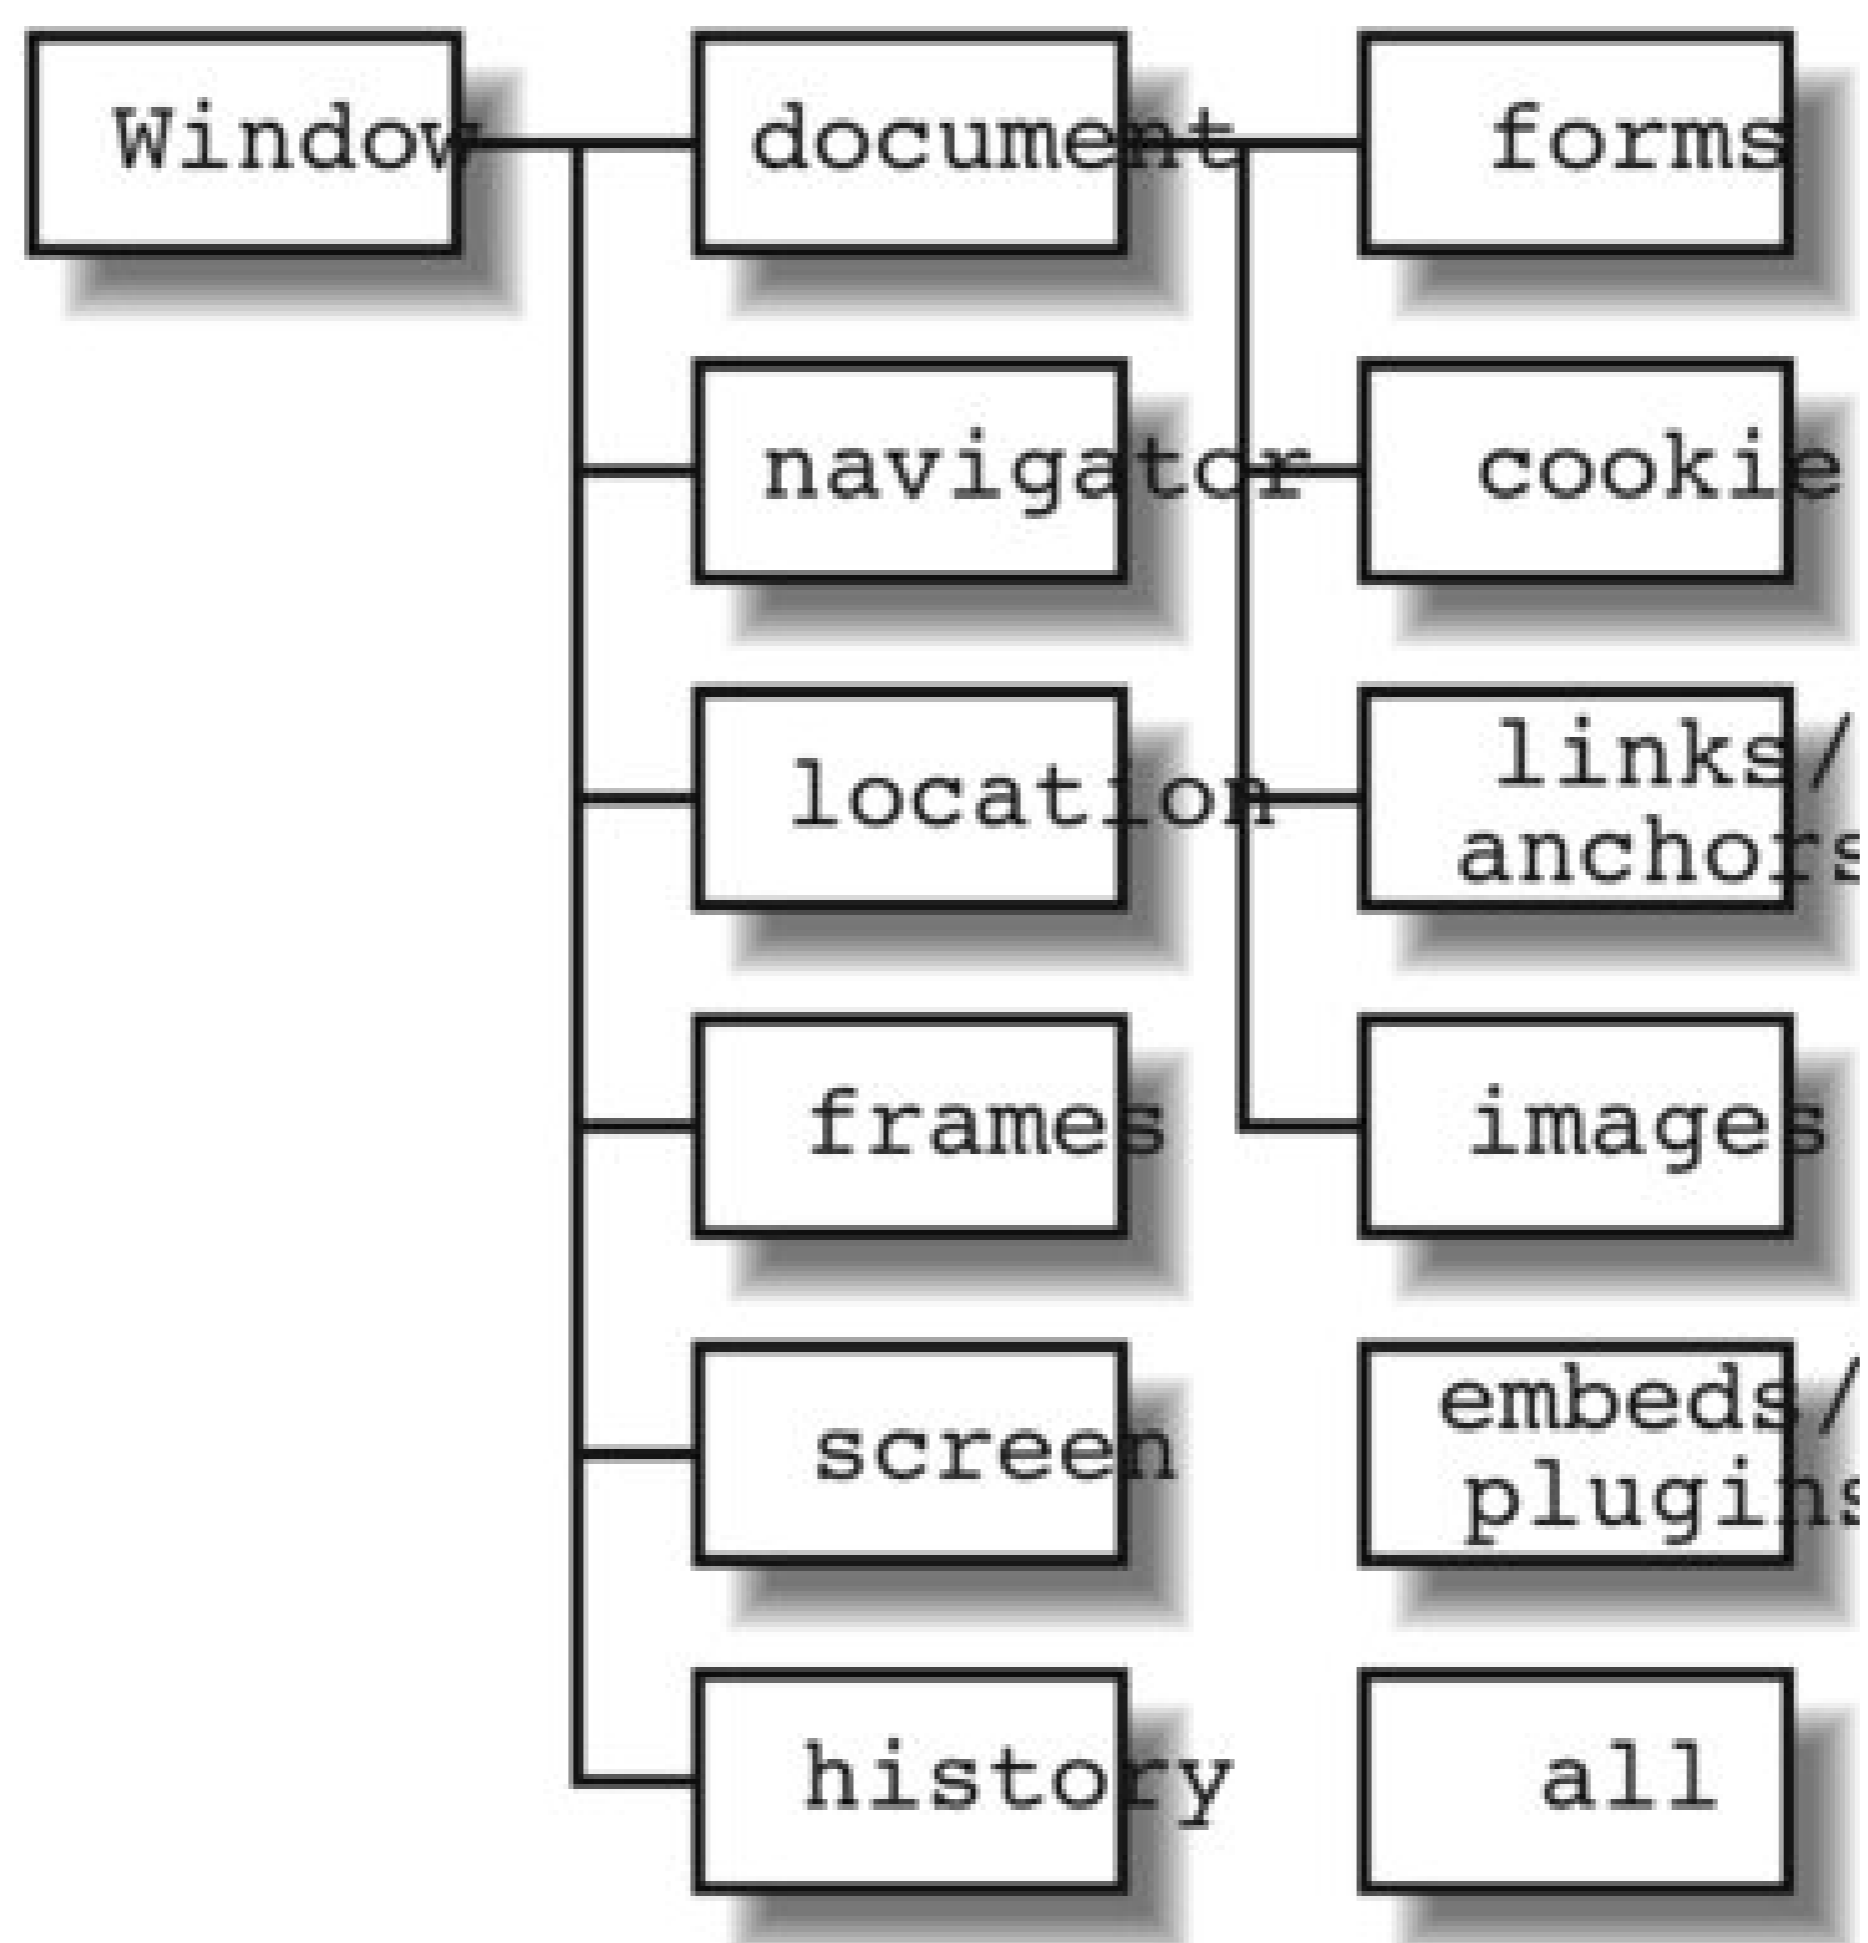 Window
document
forms
navigator
cookie
location
links/
anchors
frames
images
screen
embeds/
plugins
history
all